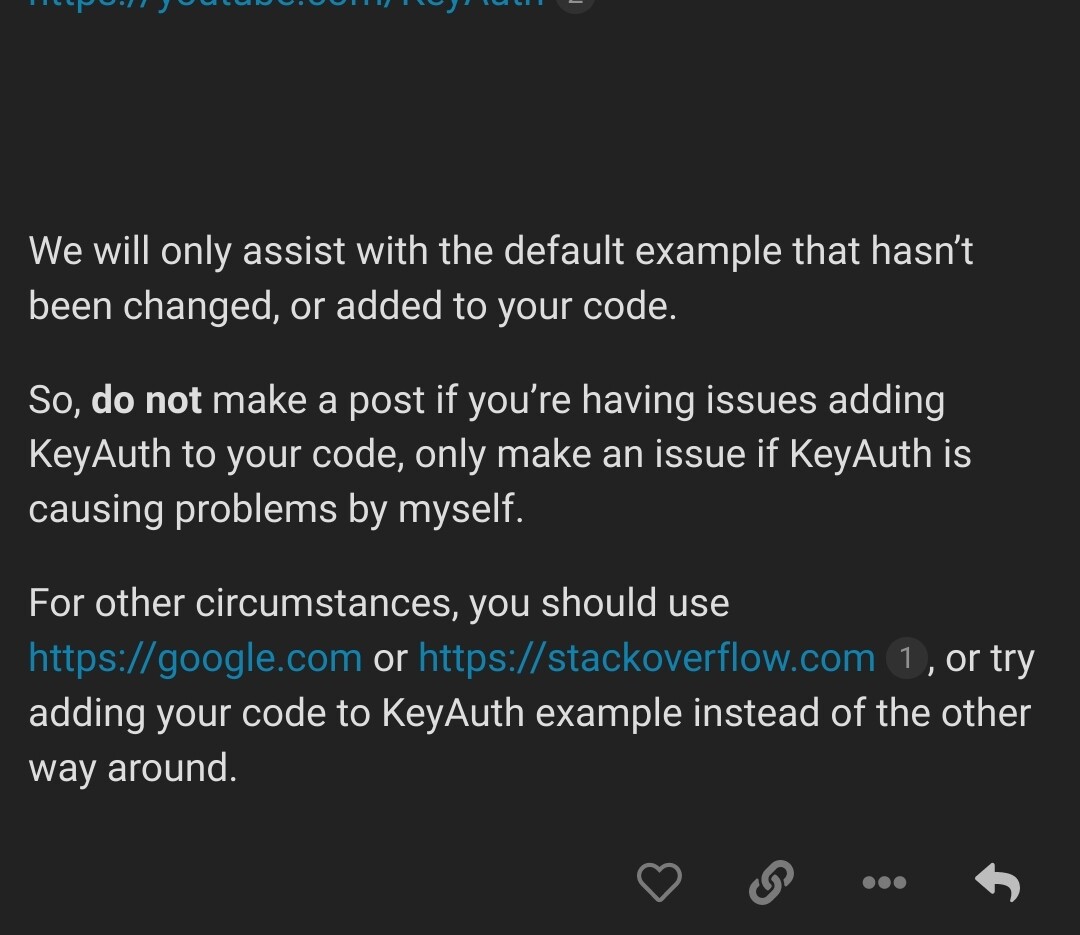 https://youtube.com/KeyAuth 2
We will only assist with the default example that hasn’t
been changed, or added to your code.
So, do not make a post if you’re having issues adding
KeyAuth to your code, only make an issue if KeyAuth is
causing problems by myself.
For other circumstances, you should use
https://google.com or https://stackoverflow.com 1 , or try
adding your code to KeyAuth example instead of the other
way around.